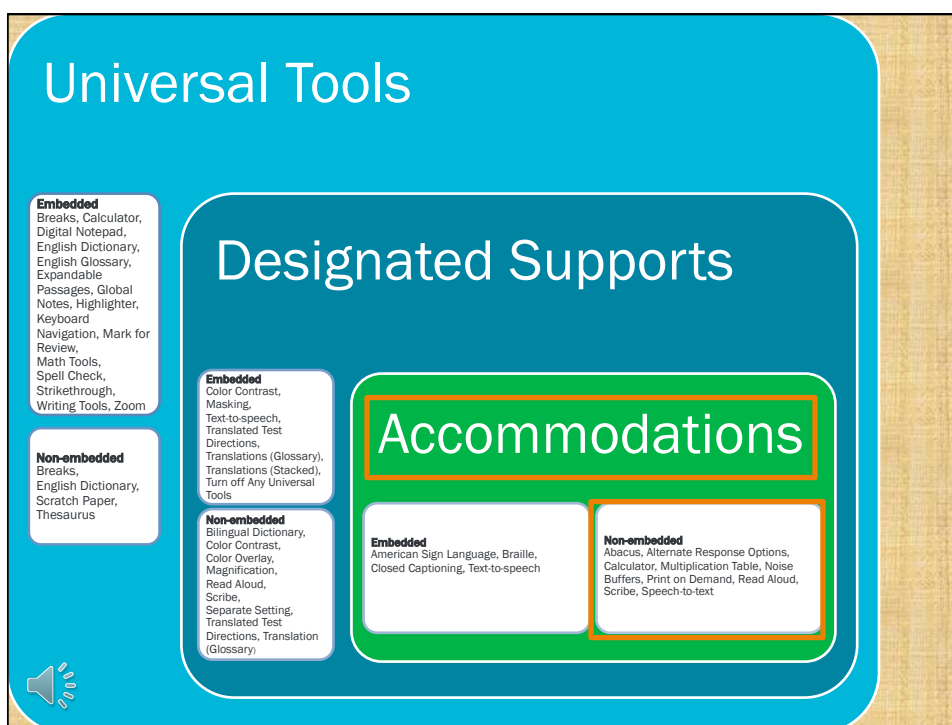 Universal Tools
Embedded
Breaks, Calculator,
Digital Notepad,
English Dictionary,
English Glossary,
Expandable
Passages, Global
Notes, Highlighter,
Keyboard
Navigation, Mark for
Review,
Math Tools,
Spell Check,
Strikethrough,
Writing Tools, Zoom
Non-embedded
Breaks,
English Dictionary,
Scratch Paper,
Thesaurus
Designated Supports
Embedded
Color Contrast,
Masking,
Text-to-speech,
Translated Test
Directions,
Translations (Glossary),
Translations (Stacked),
Turn off Any Universal
Tools
Non-embedded
Bilingual Dictionary,
Color Contrast,
Color Overlay,
Magnification,
Read Aloud,
Scribe,
Separate Setting,
Translated Test
Directions, Translation
(Glossary)
Accommodations
Embedded
American Sign Language, Braille,
Closed Captioning, Text-to-speech
Non-embedded
Abacus, Alternate Response Options,
Calculator, Multiplication Table, Noise
Buffers, Print on Demand, Read Aloud,
Scribe, Speech-to-text